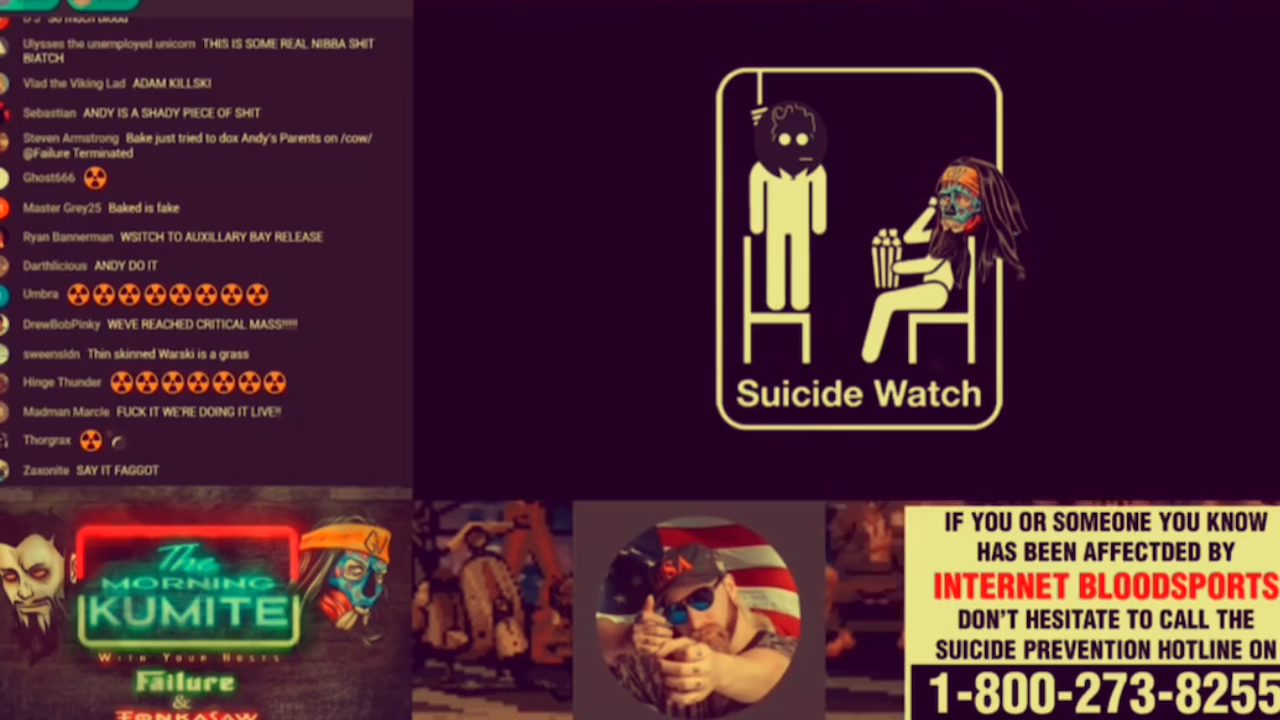 So much blood
Ulysses the unemployed unicorn THIS IS SOME REAL NIBBA SHIT
BIATCH
Vlad the Viking Lad ADAM KILLSKI
Sebastian ANDY IS A SHADY PIECE OF SHIT
Steven Armstrong Bake just tried to dox Andy's Parents on /cow/
@Failure Terminated
Ghost666
Master Grey25 Baked is fake
Ryan Bannerman WSITCH TO AUXILLARY BAY RELEASE
Darthlicious ANDY DO IT
Umbra
DrewBobPinky WEVE REACHED CRITICAL MASS!!!!!
sweensldn Thin skinned Warski is a grass
Hinge Thunder
Madman Marcie FUCK IT WE'RE DOING IT LIVE!!
Thorgrax
Zaxonite SAY IT FAGGOT
Suicide Watch
The
MORNING
KUMITE
With Your Hosts
Failure
&
TONKASAW
USA
IF YOU OR SOMEONE YOU KNOW
HAS BEEN AFFECTDED BY
INTERNET BLOODSPORTS
DON'T HESITATE TO CALL THE
SUICIDE PREVENTION HOTLINE ON
1-800-273-8255